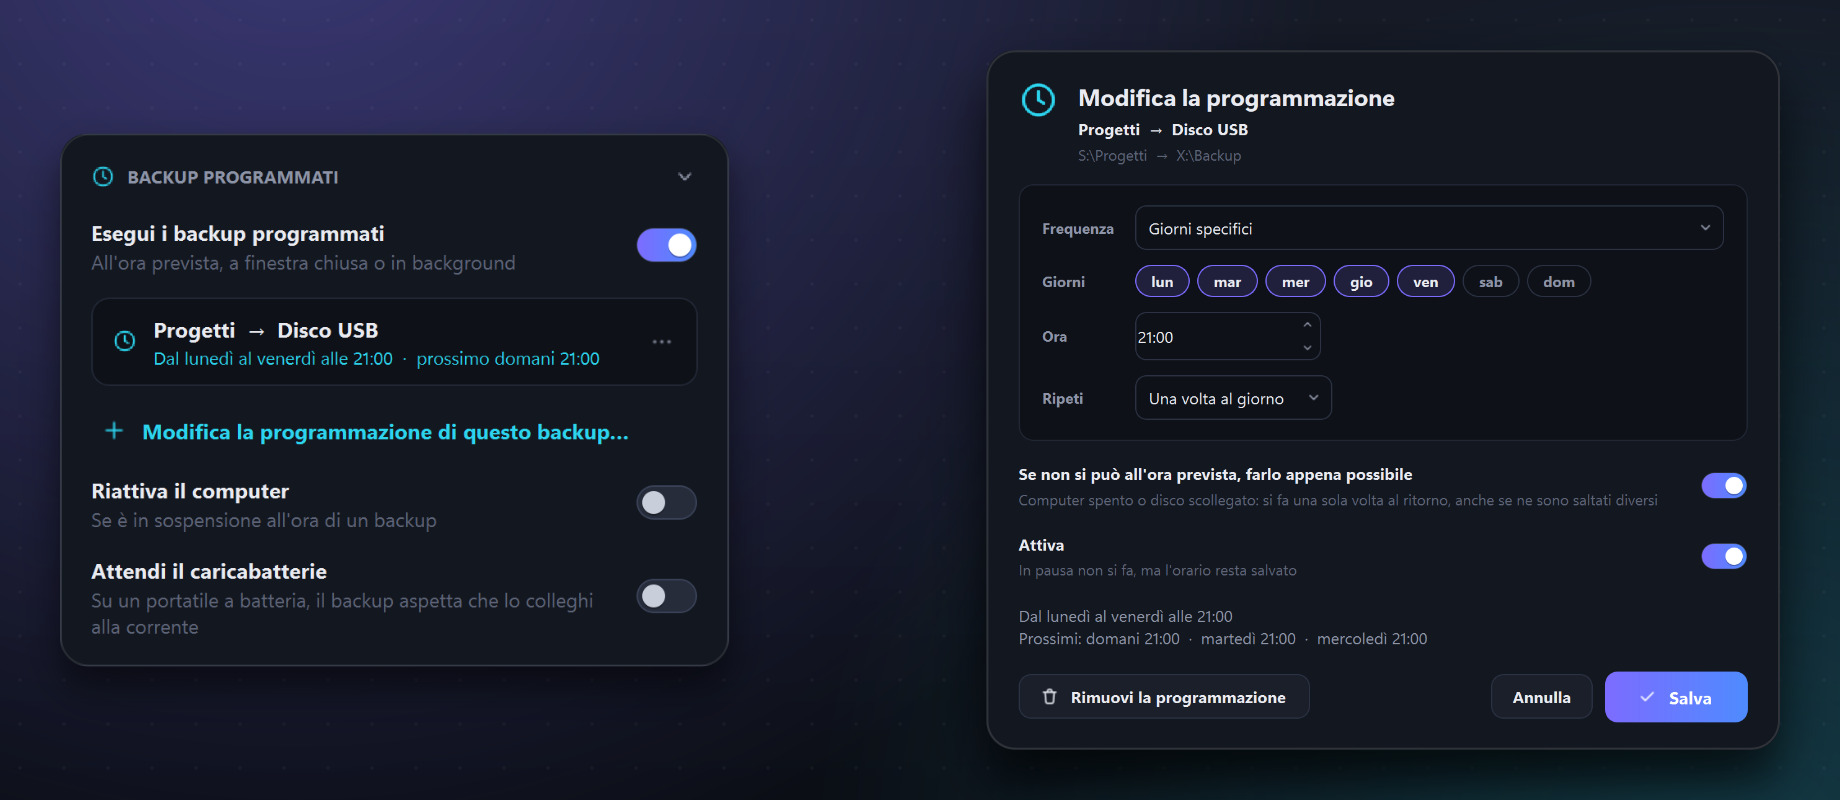 BACKUP PROGRAMMATI
Esegui i backup programmati
All'ora prevista, a finestra chiusa o in background
Progetti → Disco USB
Dal lunedì al venerdì alle 21:00 · prossimo domani 21:00
Modifica la programmazione di questo backup...
Riattiva il computer
Se è in sospensione all'ora di un backup
Attendi il caricabatterie
Su un portatile a batteria, il backup aspetta che lo colleghi
alla corrente
Modifica la programmazione
Progetti → Disco USB
S:\Progetti → X:\Backup
Frequenza Giorni specifici
Giorni lun mar mer gio ven sab dom
Ora 21:00
Ripeti Una volta al giorno
Se non si può all'ora prevista, farlo appena possibile
Computer spento o disco scollegato: si fa una sola volta al ritorno, anche se ne sono saltati diversi
Attiva
In pausa non si fa, ma l'orario resta salvato
Dal lunedì al venerdì alle 21:00
Prossimi: domani 21:00 · martedì 21:00 · mercoledì 21:00
Rimuovi la programmazione Annulla Salva